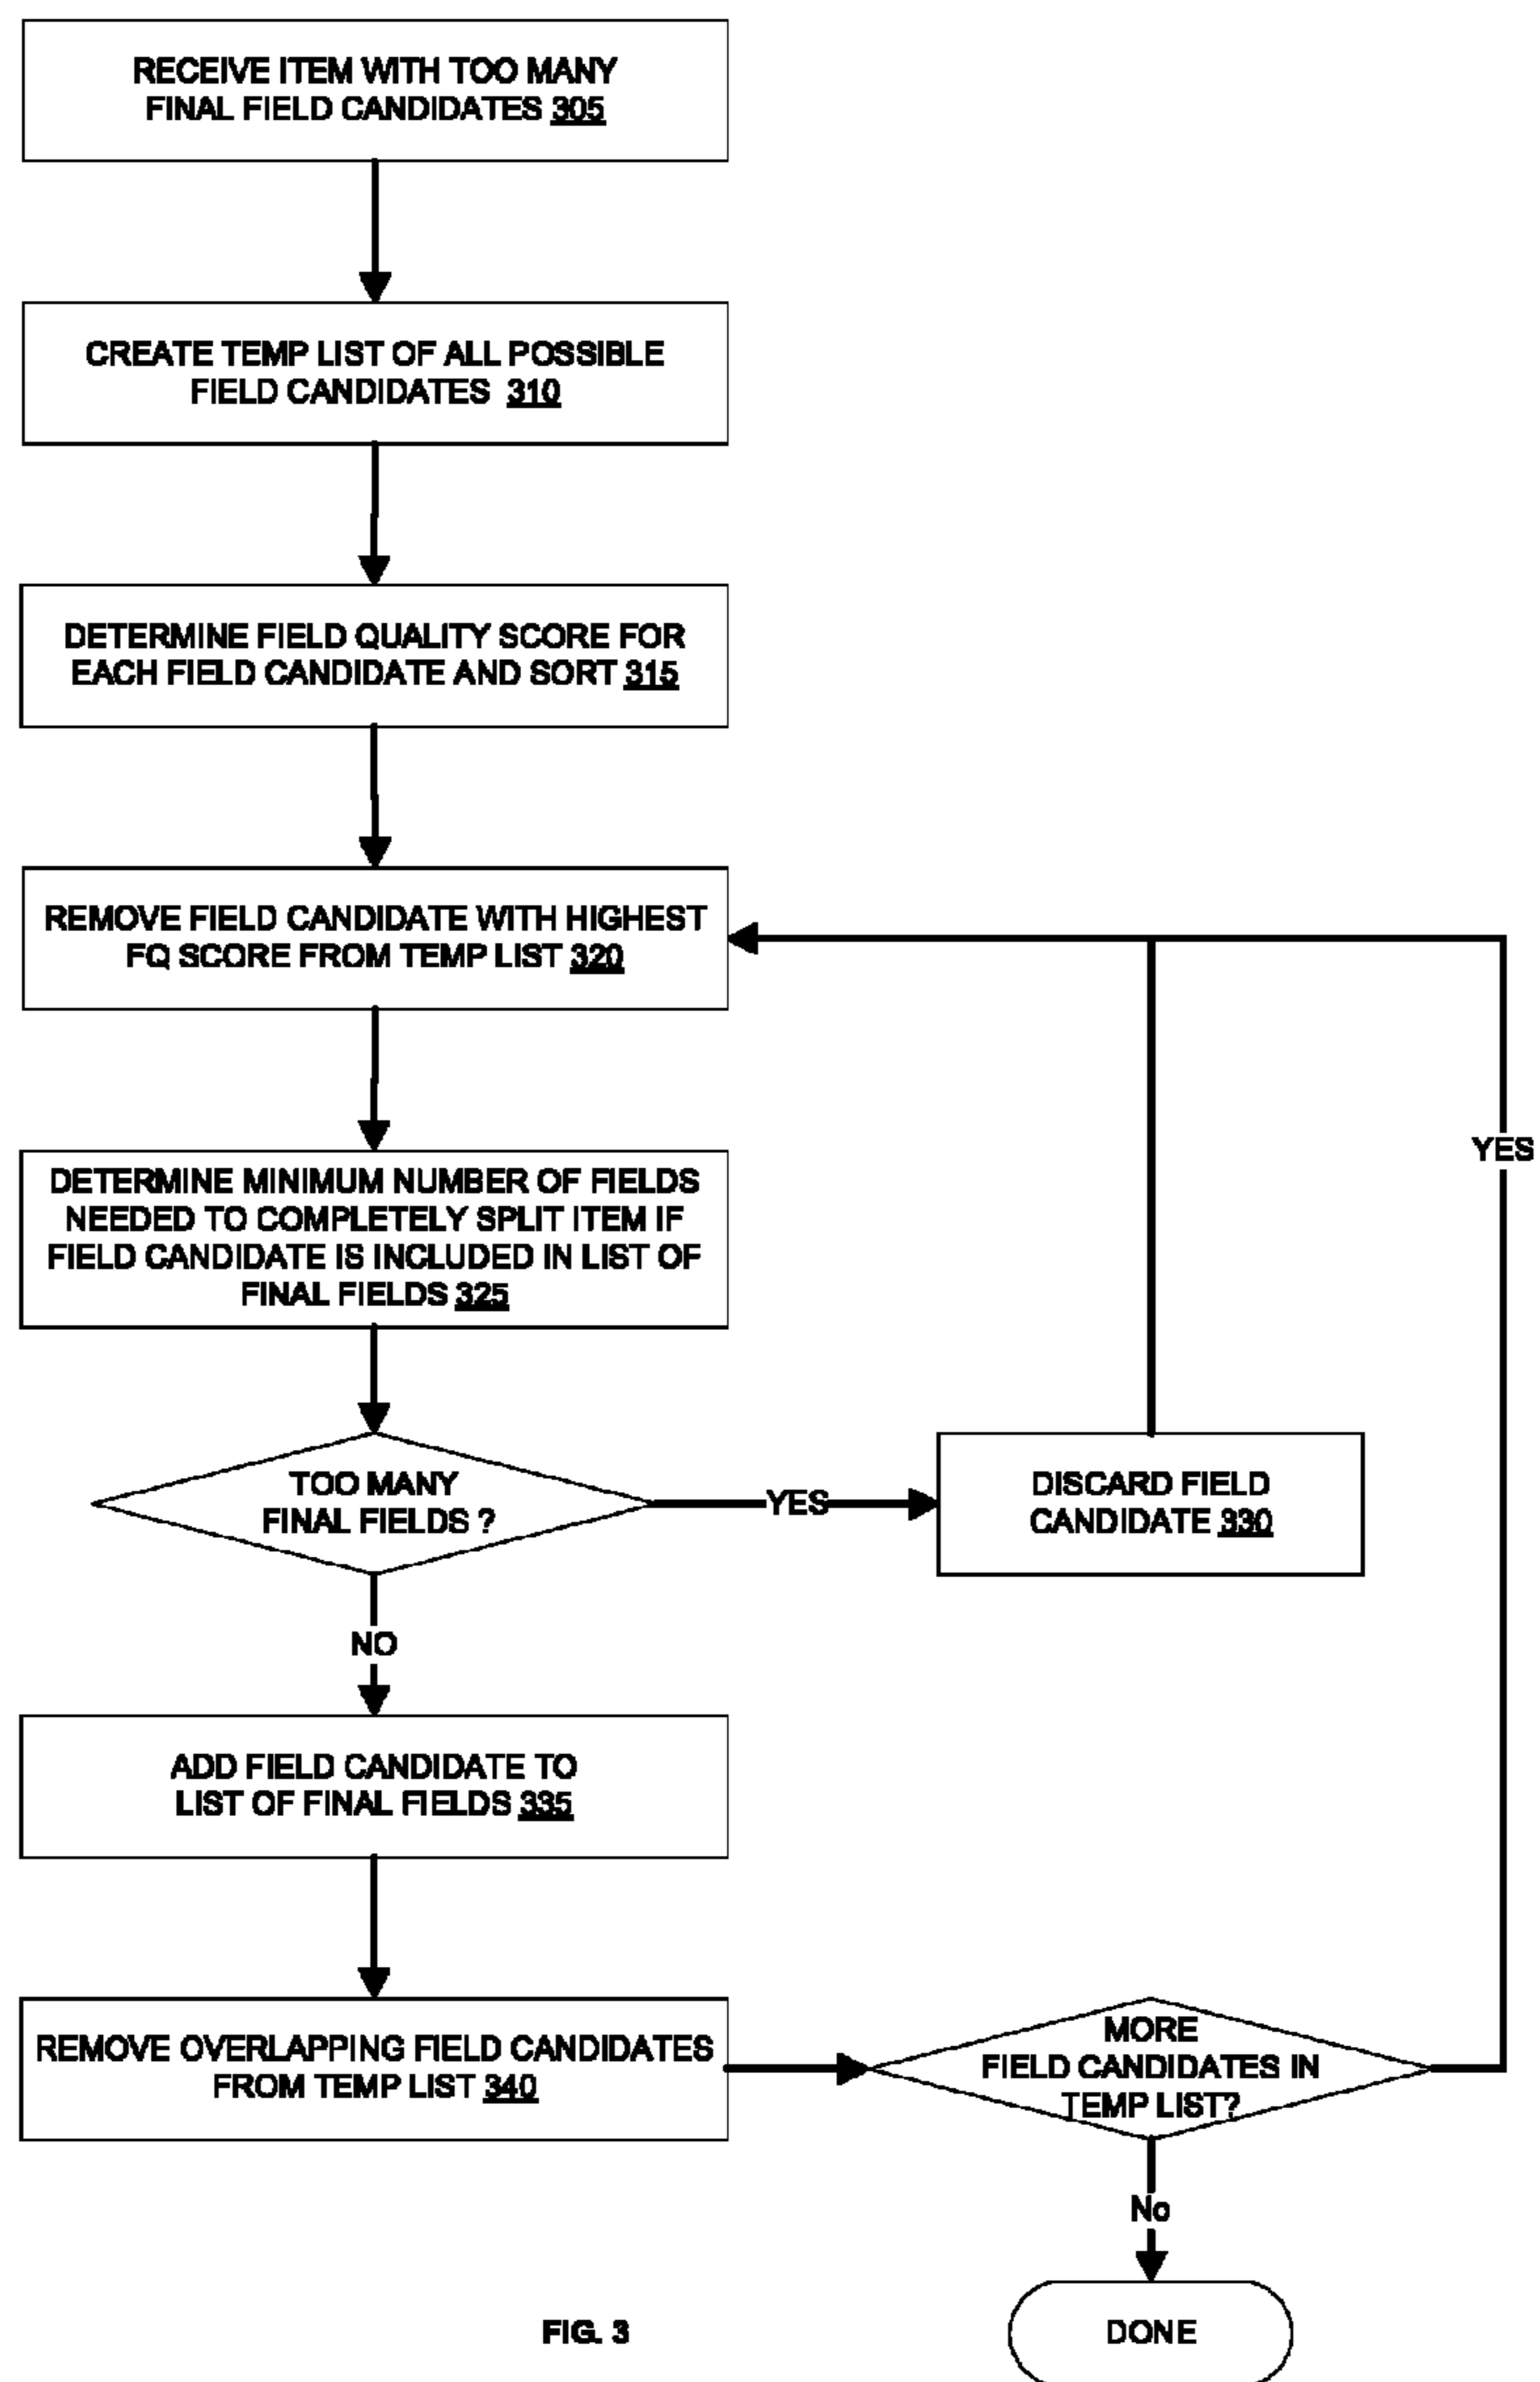 RECEIVE ITEM WITH TOO MANY
FINAL FIELD CANDIDATES 305
CREATE TEMP LIST OF ALL POSSIBLE
FIELD CANDIDATES 310
DETERMINE FIELD QUALITY SCORE FOR
EACH FIELD CANDIDATE AND SORT 315
REMOVE FIELD CANDIDATE WITH HIGHEST
FQ SCORE FROM TEMP LIST 320
DETERMINE MINIMUM NUMBER OF FIELDS
NEEDED TO COMPLETELY SPLIT ITEM IF
FIELD CANDIDATE IS INCLUDED IN LIST OF
FINAL FIELDS 325
TOO MANY
FINAL FIELDS ?
YES
DISCARD FIELD
CANDIDATE 330
YES
NO
ADD FIELD CANDIDATE TO
LIST OF FINAL FIELDS 335
REMOVE OVERLAPPING FIELD CANDIDATES
FROM TEMP LIST 340
MORE
FIELD CANDIDATES IN
TEMP LIST?
No
DONE
FIG. 3